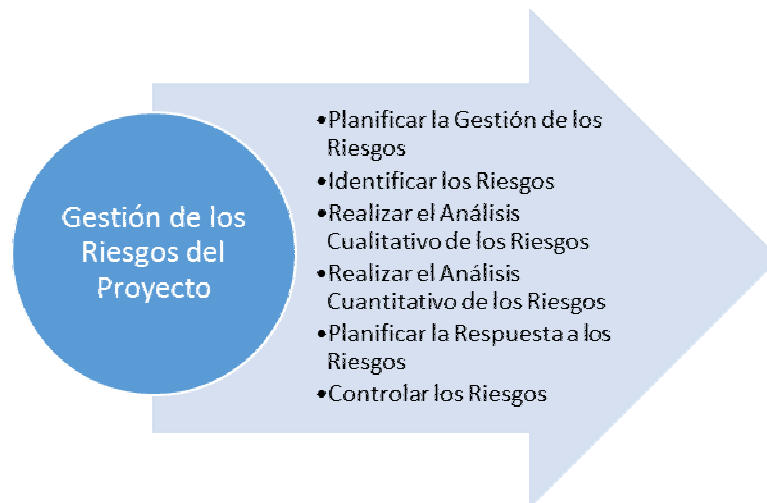 Gestión de los
Riesgos del
Proyecto
•Planificar la Gestión de los
Riesgos
•Identificar los Riesgos
•Realizar el Análisis
Cualitativo de los Riesgos
•Realizar el Análisis
Cuantitativo de los Riesgos
•Planificar la Respuesta a los
Riesgos
•Controlar los Riesgos